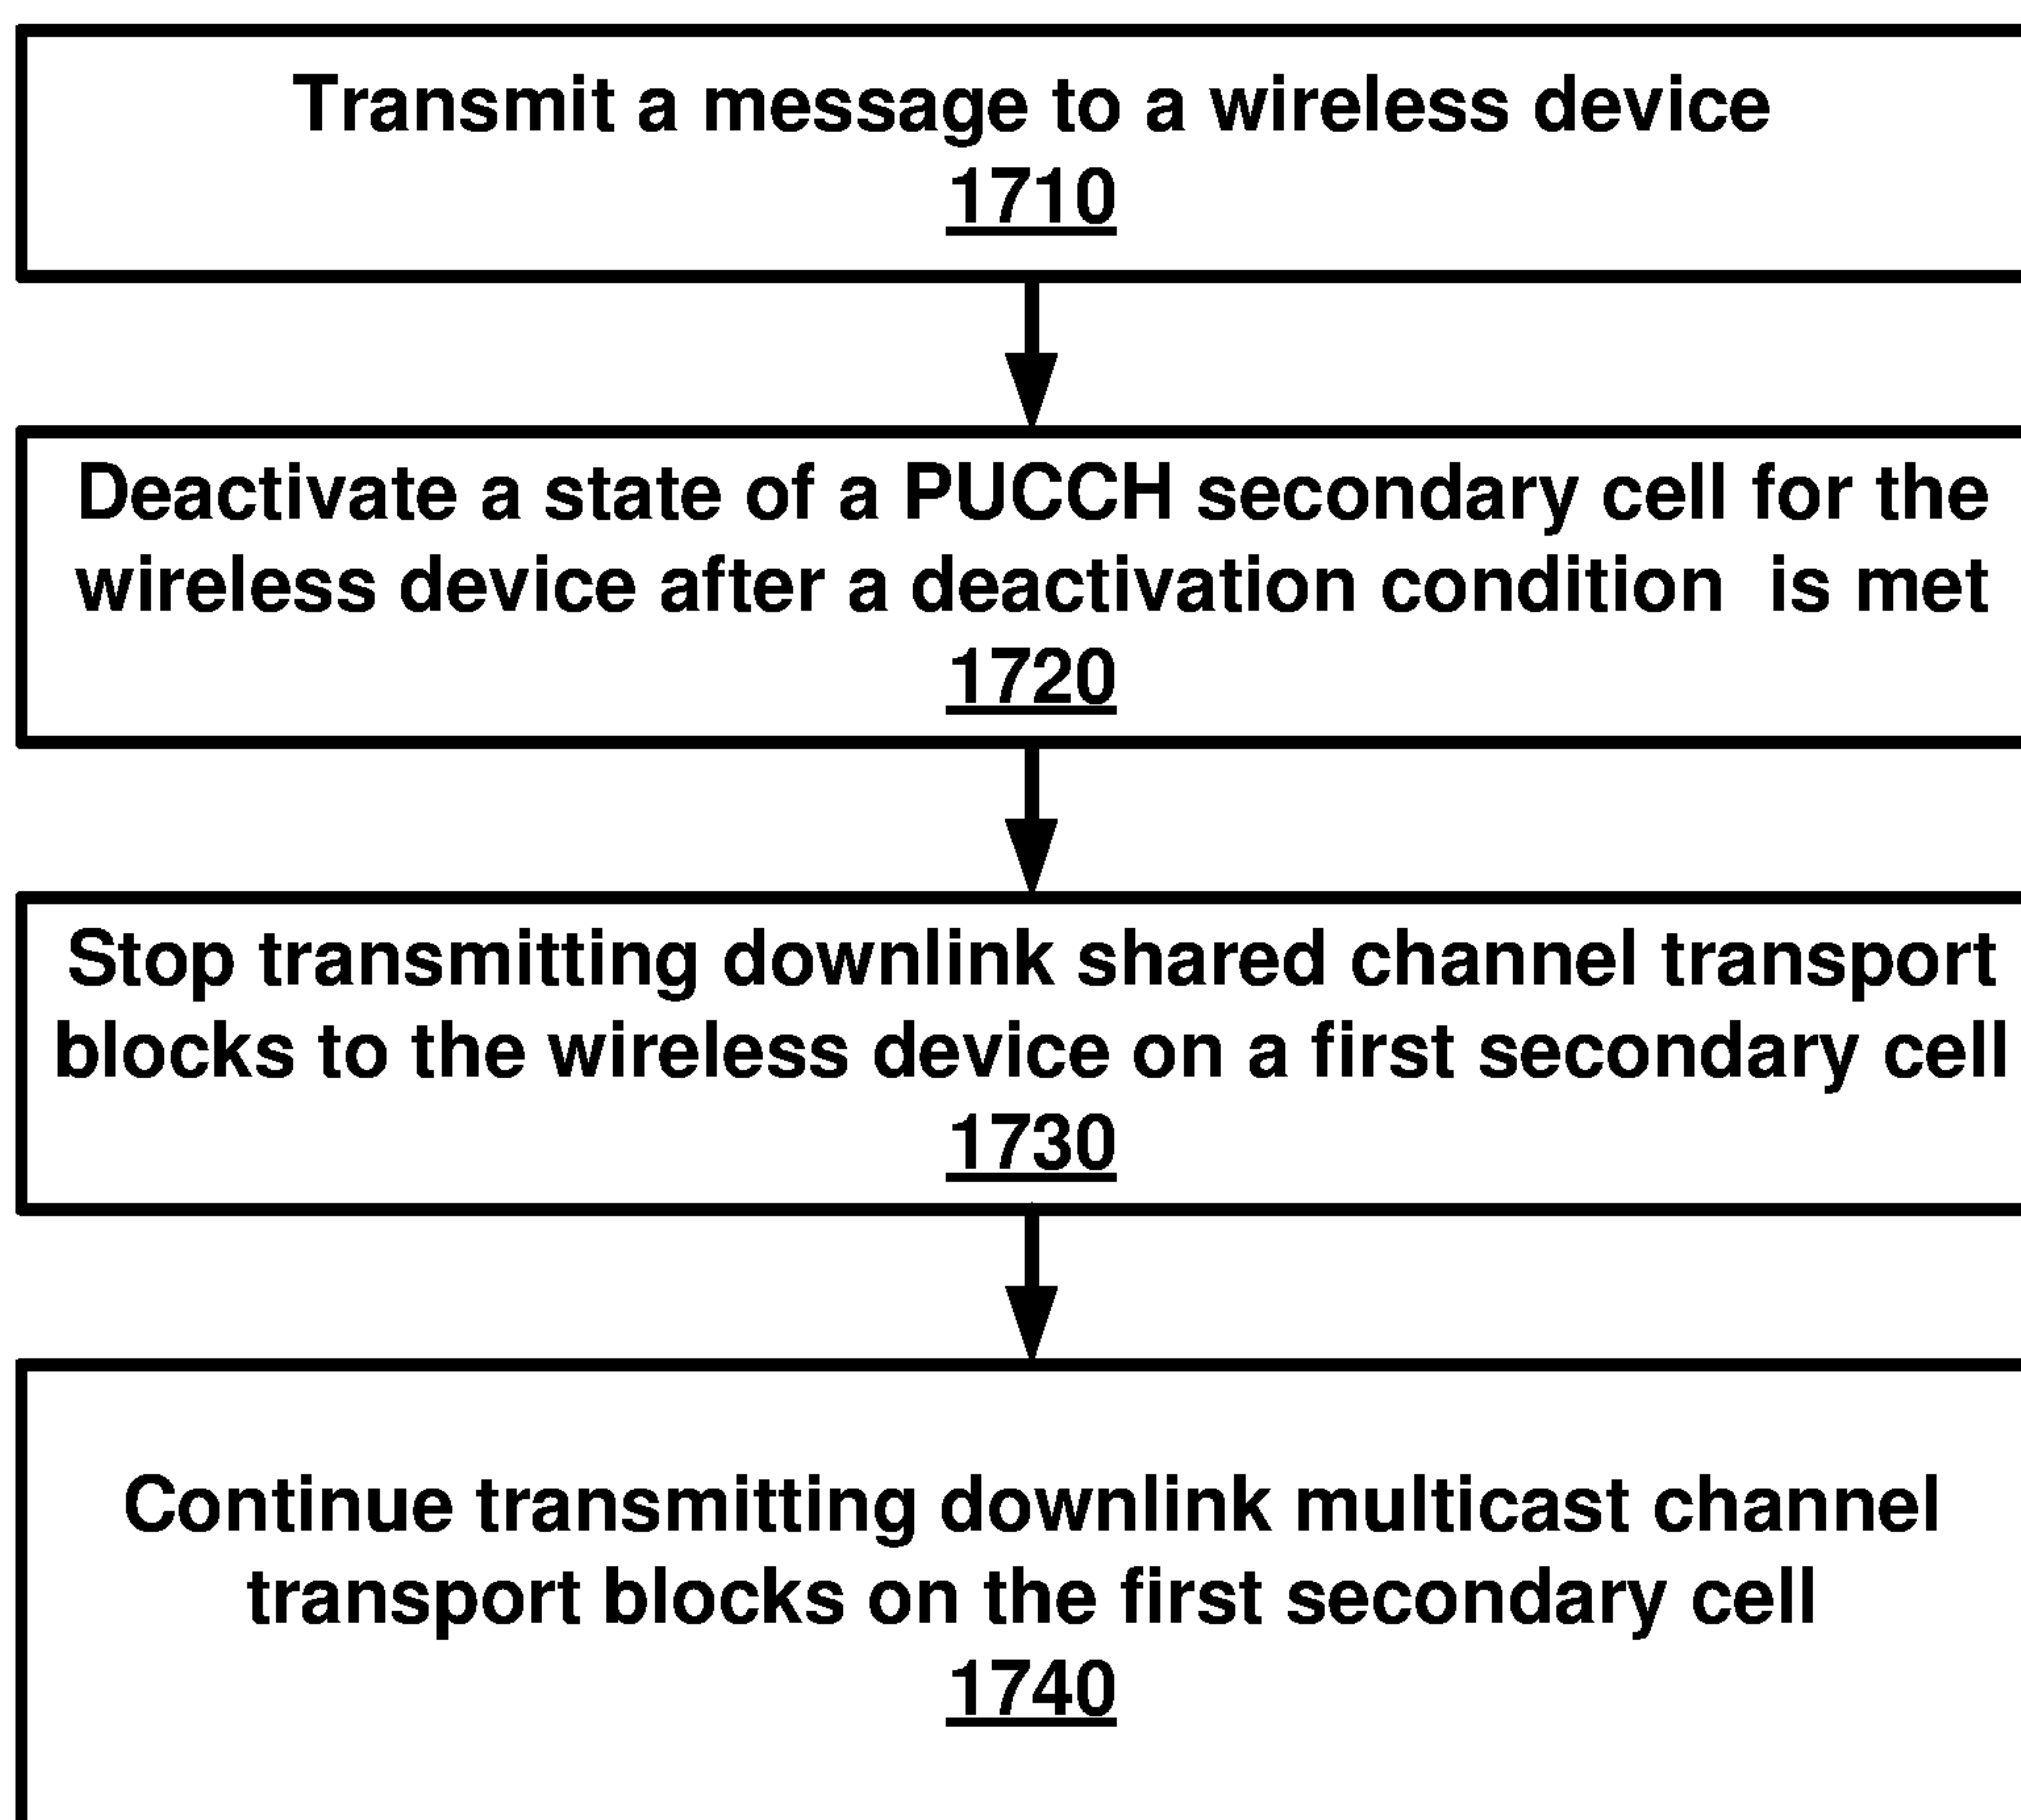 Transmit a message to a wireless device
1710
Deactivate a state of a PUCCH secondary cell for the
wireless device after a deactivation condition  is met
1720
Stop transmitting downlink shared channel transport
blocks to the wireless device on a first secondary cell
1730
Continue transmitting downlink multicast channel
transport blocks on the first secondary cell
1740